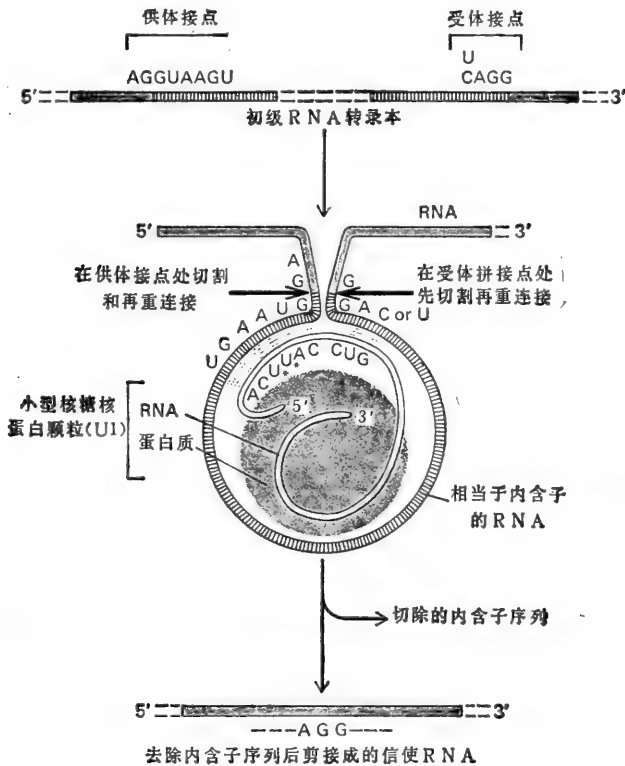 供体接点
受体接点
U
AGGUAAGU
CAGG
5′
3′
初级RNA转录本
5′
RNA
3′
在供体接点处切割
和再重连接
在受体拼接点处
先切割再重连接
A
G
G
U
A
A
G
U
G
G
A
C or U
ACUUAC CUG
5′
3′
小型核糖核
蛋白颗粒(U1)
RNA
蛋白质
相当于内含子
的RNA
切除的内含子序列
5′
3′
---AGG---
去除内含子序列后剪接成的信使RNA